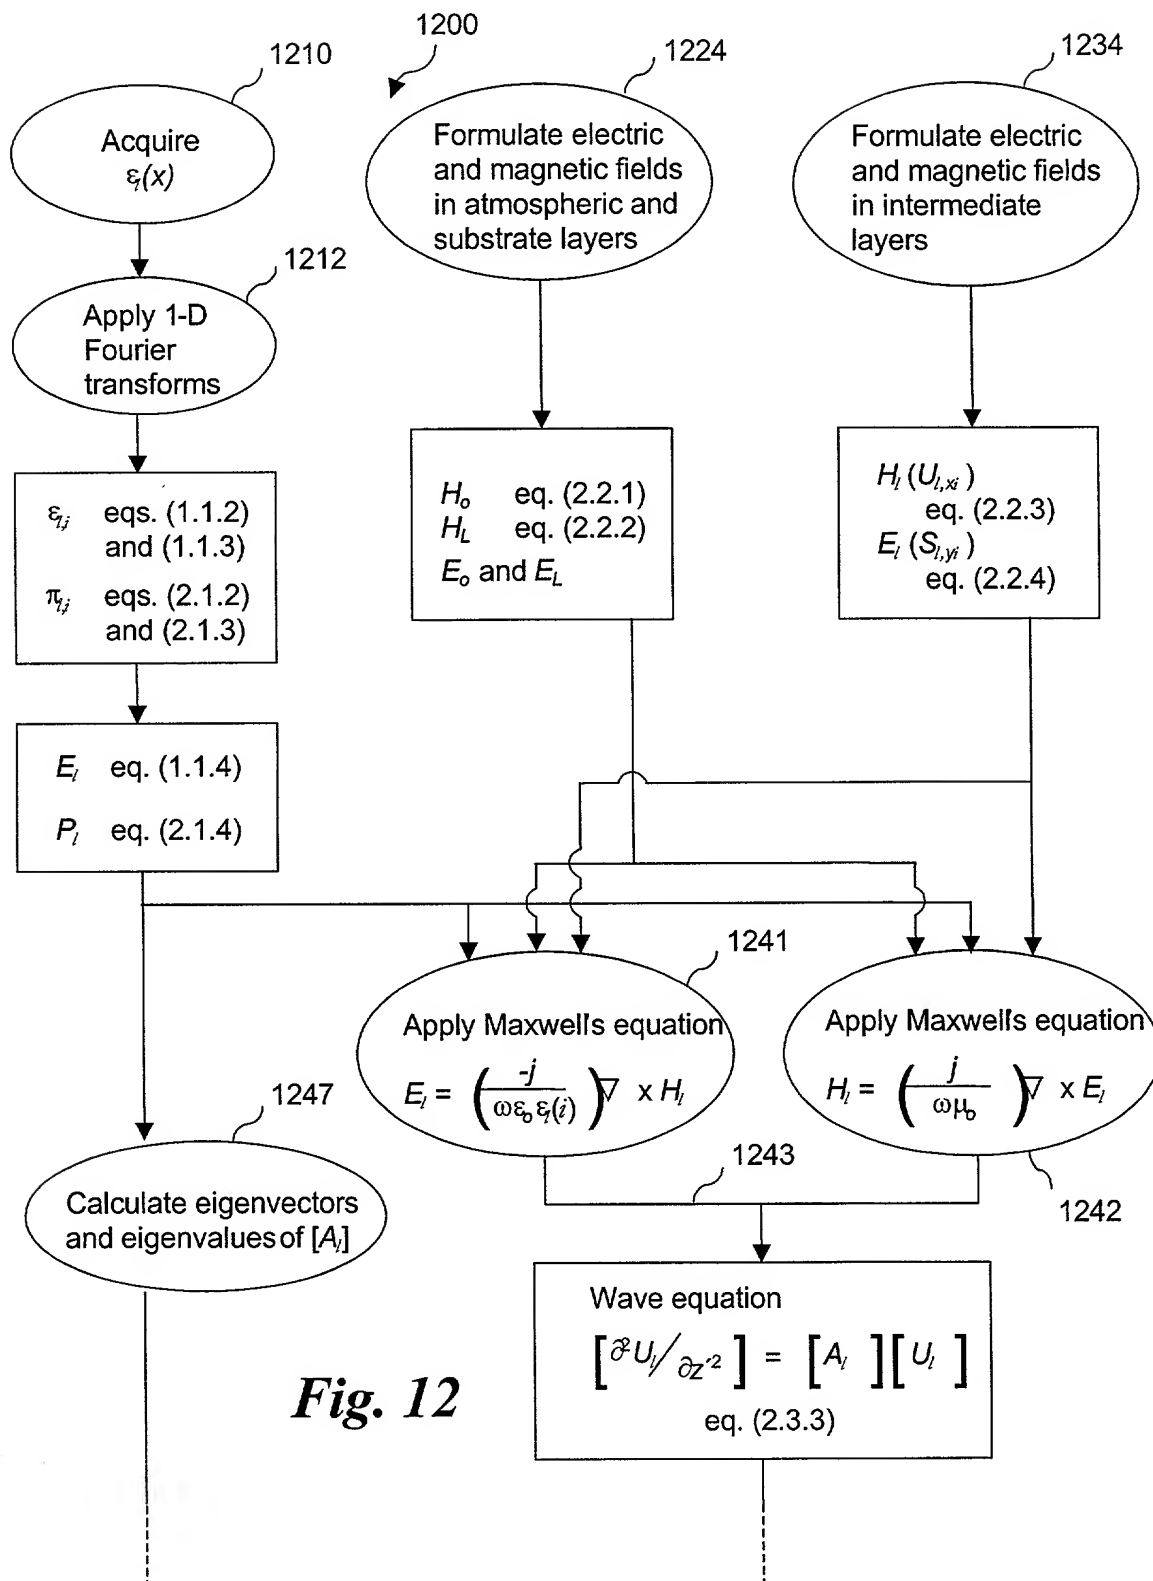 1200
1210
Acquire
εl(x)
1212
Apply 1-D
Fourier
transforms
εl,i eqs. (1.1.2)
and (1.1.3)
πl,i eqs. (2.1.2)
and (2.1.3)
El eq. (1.1.4)
Pl eq. (2.1.4)
1224
Formulate electric
and magnetic fields
in atmospheric and
substrate layers
Ho eq. (2.2.1)
HL eq. (2.2.2)
Eo and EL
1234
Formulate electric
and magnetic fields
in intermediate
layers
Hl (Ul,xi)
eq. (2.2.3)
El (Sl,yi)
eq. (2.2.4)
1241
Apply Maxwell's equation
El = (-j / ωεoεl(i)) ∇ x Hl
Apply Maxwell's equation
Hl = (j / ωμo) ∇ x El
1242
1243
1247
Calculate eigenvectors
and eigenvalues of [Al]
Wave equation
[∂²Ul/∂z'²] = [Al][Ul]
eq. (2.3.3)
Fig. 12